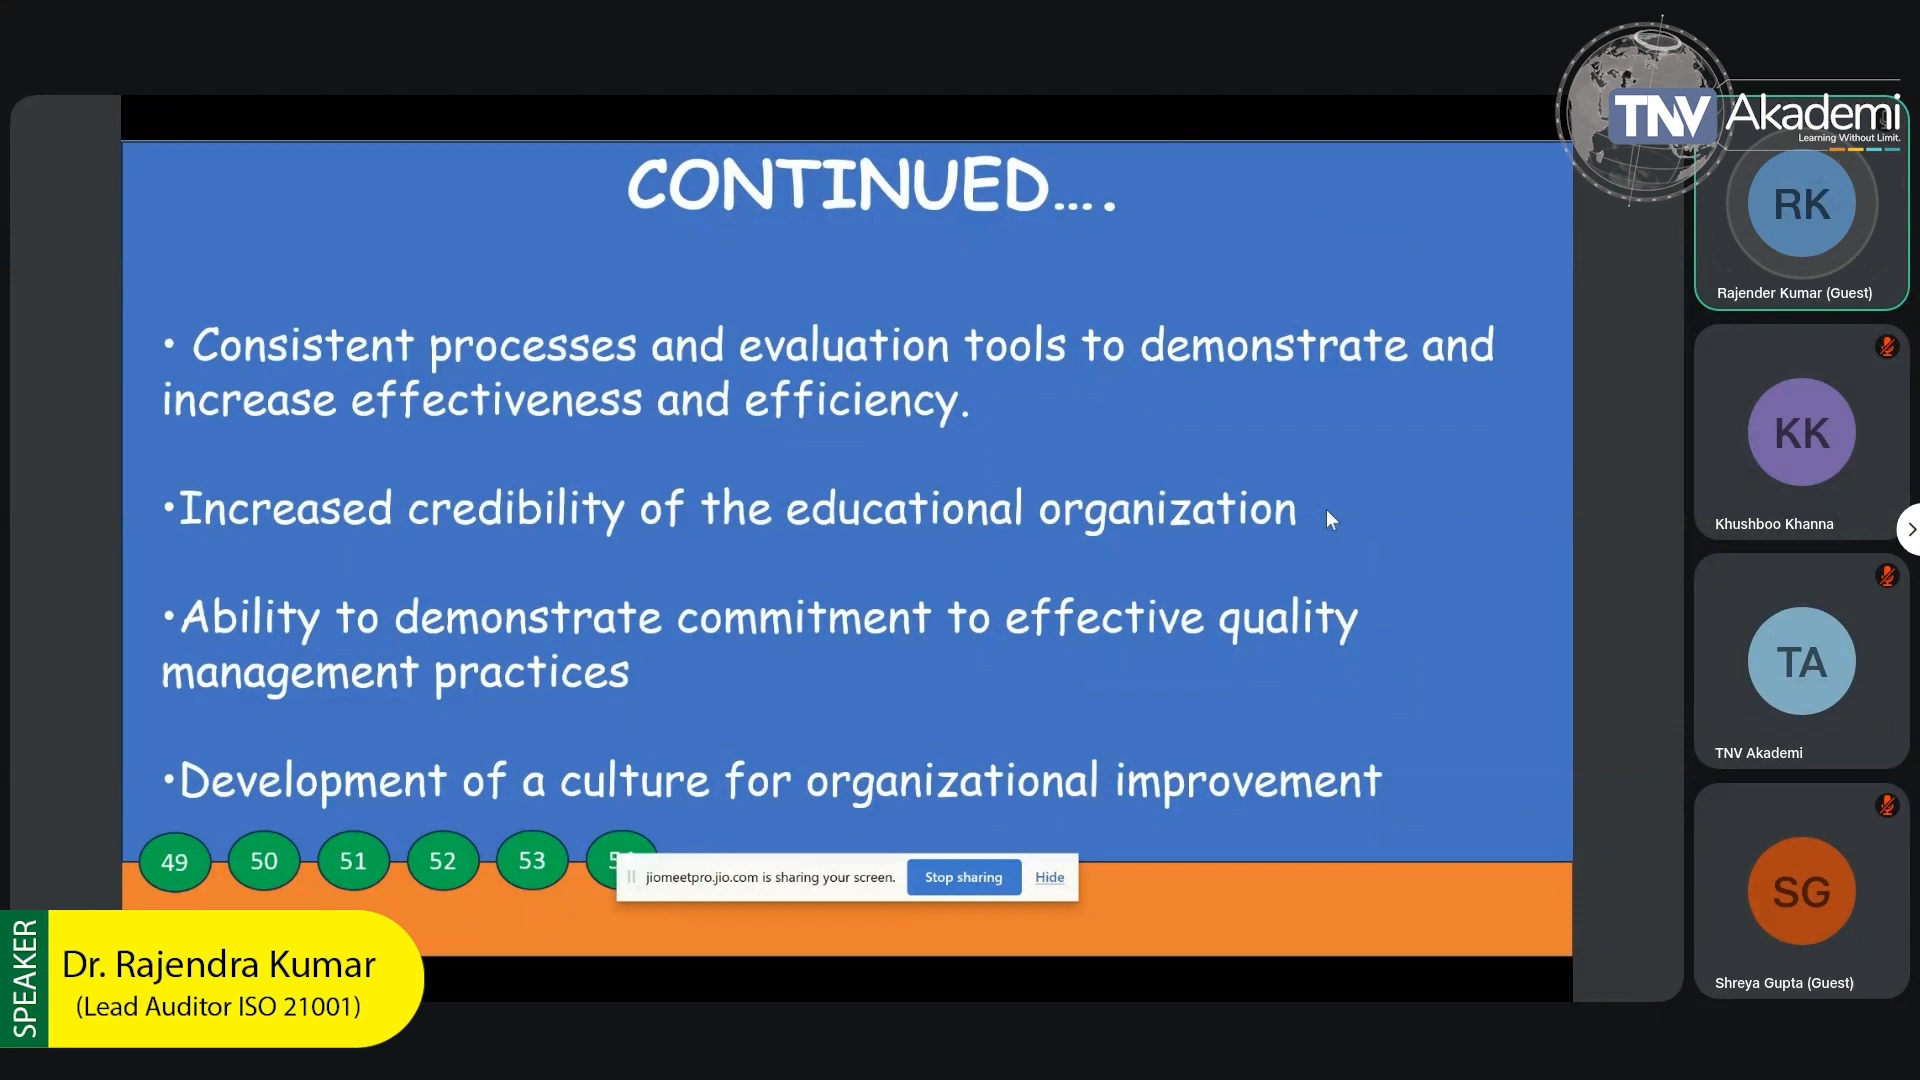 TNV Akademi
Learning Without Limit.
CONTINUED....
• Consistent processes and evaluation tools to demonstrate and
increase effectiveness and efficiency.
•Increased credibility of the educational organization
•Ability to demonstrate commitment to effective quality
management practices
•Development of a culture for organizational improvement
49 50 51 52 53
jiomeetpro.jio.com is sharing your screen. Stop sharing Hide
SPEAKER
Dr. Rajendra Kumar
(Lead Auditor ISO 21001)
RK
Rajender Kumar (Guest)
KK
Khushboo Khanna
TA
TNV Akademi
SG
Shreya Gupta (Guest)